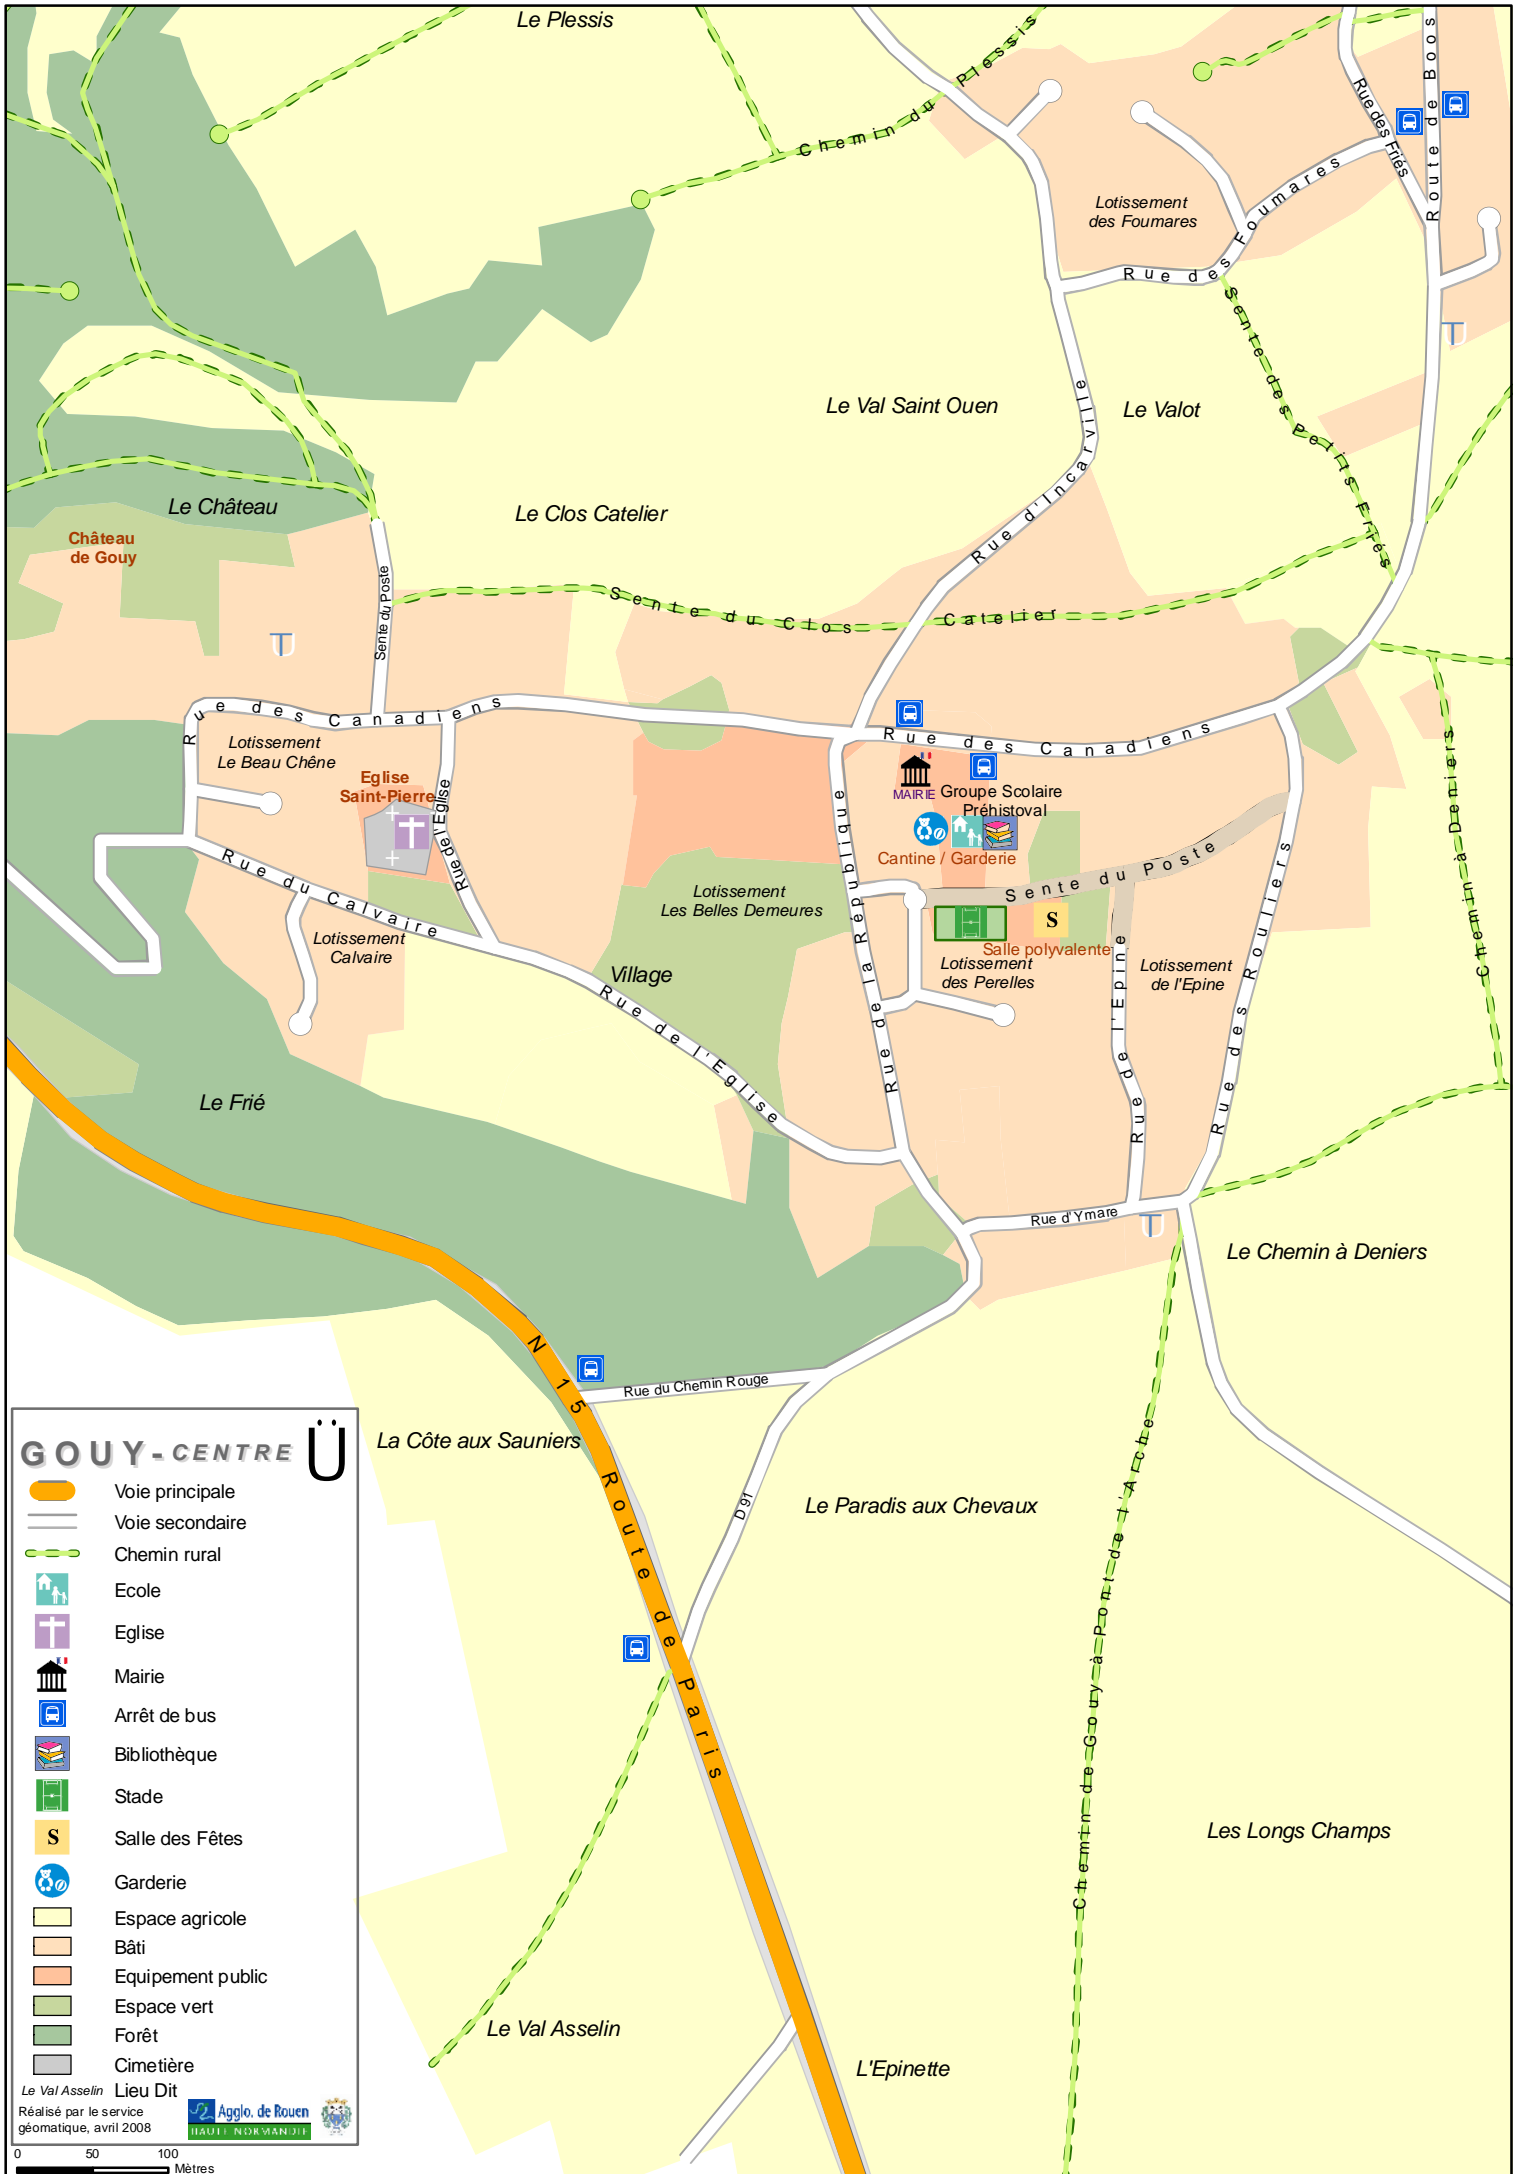 Le Plessis
Chemin du Plessis
Rue des Friés
Route de Boos
Lotissement
des Foumares
Rue des Foumares
Sente des Petits Friés
Le Val Saint Ouen
Le Valot
Rue d'Incarville
Le Château
Le Clos Catelier
Château
de Gouy
Sente du Poste
Sente du Clos Catelier
Rue des Canadiens
Rue des Canadiens
Lotissement
Le Beau Chêne
Eglise
Saint-Pierre
Rue de l'Eglise
MAIRIE
Groupe Scolaire
Préhistoval
Cantine / Garderie
Chemin à Deniers
Rue du Calvaire
Lotissement
Calvaire
Lotissement
Les Belles Demeures
Rue de la République
Sente du Poste
S
Salle polyvalente
Lotissement
des Perelles
Lotissement
de l'Epine
Rue de l'Epine
Rue des Rouliers
Village
Rue de l'Eglise
Le Frié
Rue d'Ymare
Le Chemin à Deniers
N 15 Route de Paris
Rue du Chemin Rouge
La Côte aux Sauniers
D 91
Le Paradis aux Chevaux
Chemin de Gouy à Pont de l'Arche
Les Longs Champs
Le Val Asselin
L'Epinette
GOUY-CENTRE Ü
Voie principale
Voie secondaire
Chemin rural
Ecole
Eglise
Mairie
Arrêt de bus
Bibliothèque
Stade
S Salle des Fêtes
Garderie
Espace agricole
Bâti
Equipement public
Espace vert
Forêt
Cimetière
Le Val Asselin Lieu Dit
Réalisé par le service
géomatique, avril 2008
Agglo. de Rouen
HAUTE NORMANDIE
0 50 100
Mètres